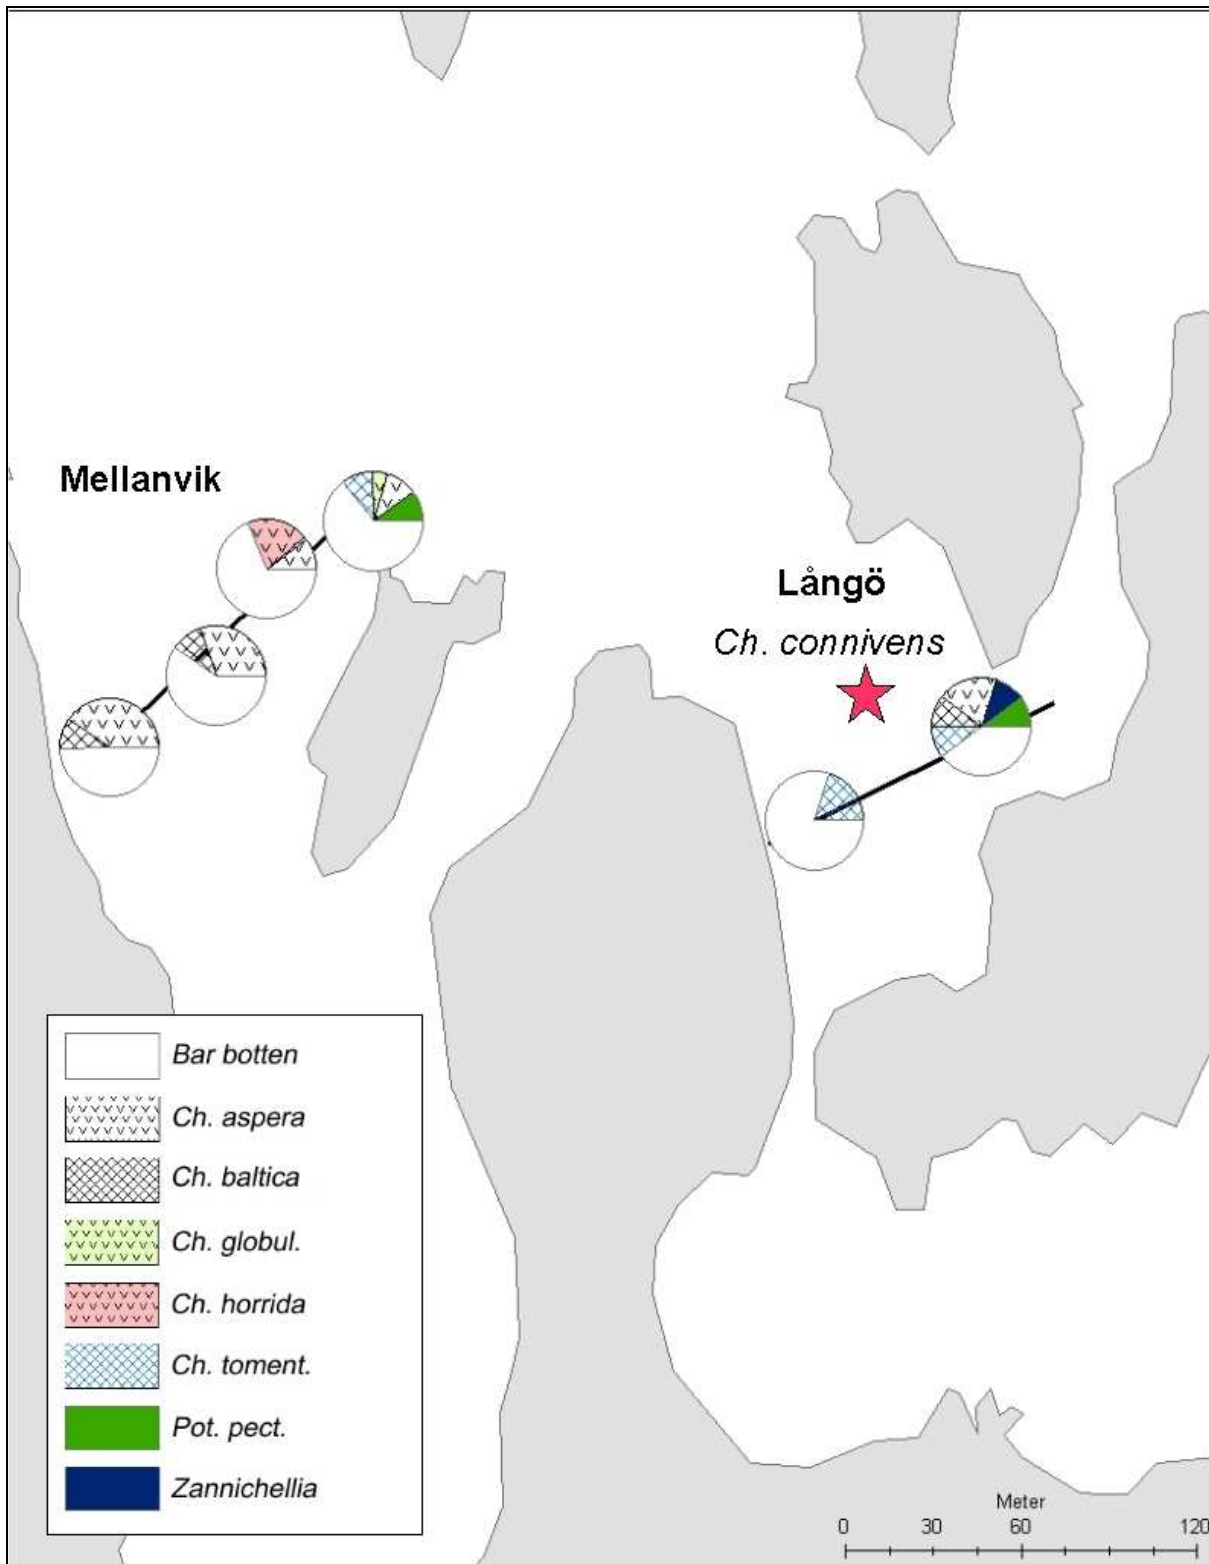 Mellanvik
Långö
Ch. connivens
Bar botten
Ch. aspera
Ch. baltica
Ch. globul.
Ch. horrida
Ch. toment.
Pot. pect.
Zannichellia
Meter
0 30 60 120